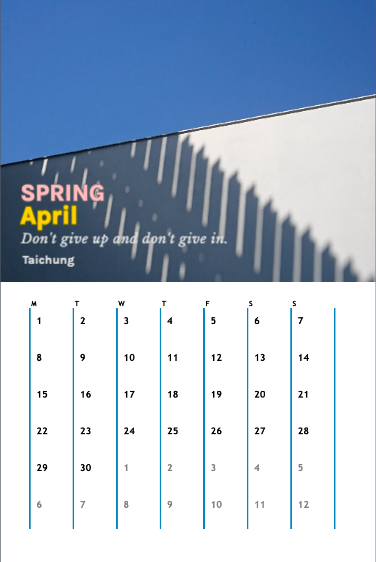 SPRING
April
Don't give up and don't give in.
Taichung
M T W T F S S
1 2 3 4 5 6 7
8 9 10 11 12 13 14
15 16 17 18 19 20 21
22 23 24 25 26 27 28
29 30 1 2 3 4 5
6 7 8 9 10 11 12